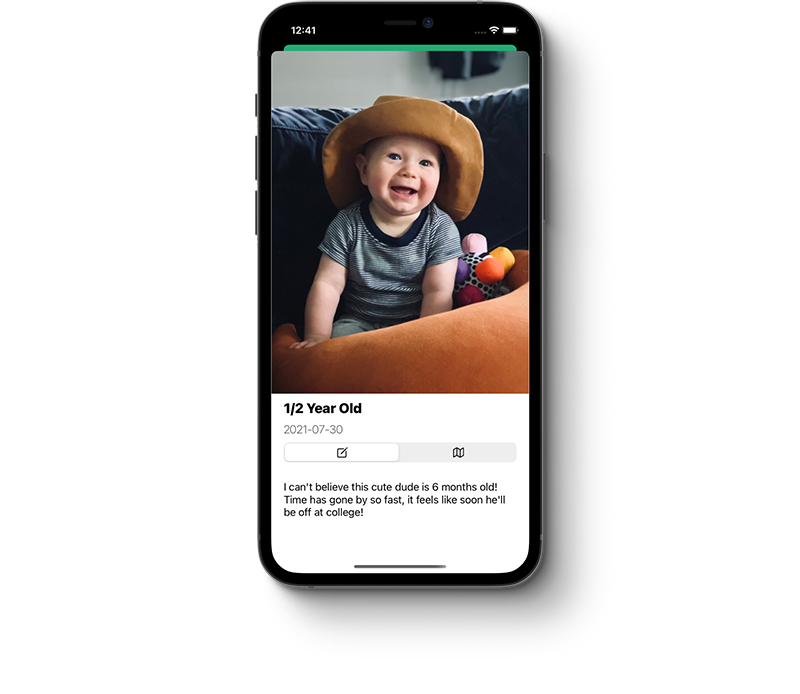 12:41
1/2 Year Old
2021-07-30
I can't believe this cute dude is 6 months old!
Time has gone by so fast, it feels like soon he'll
be off at college!